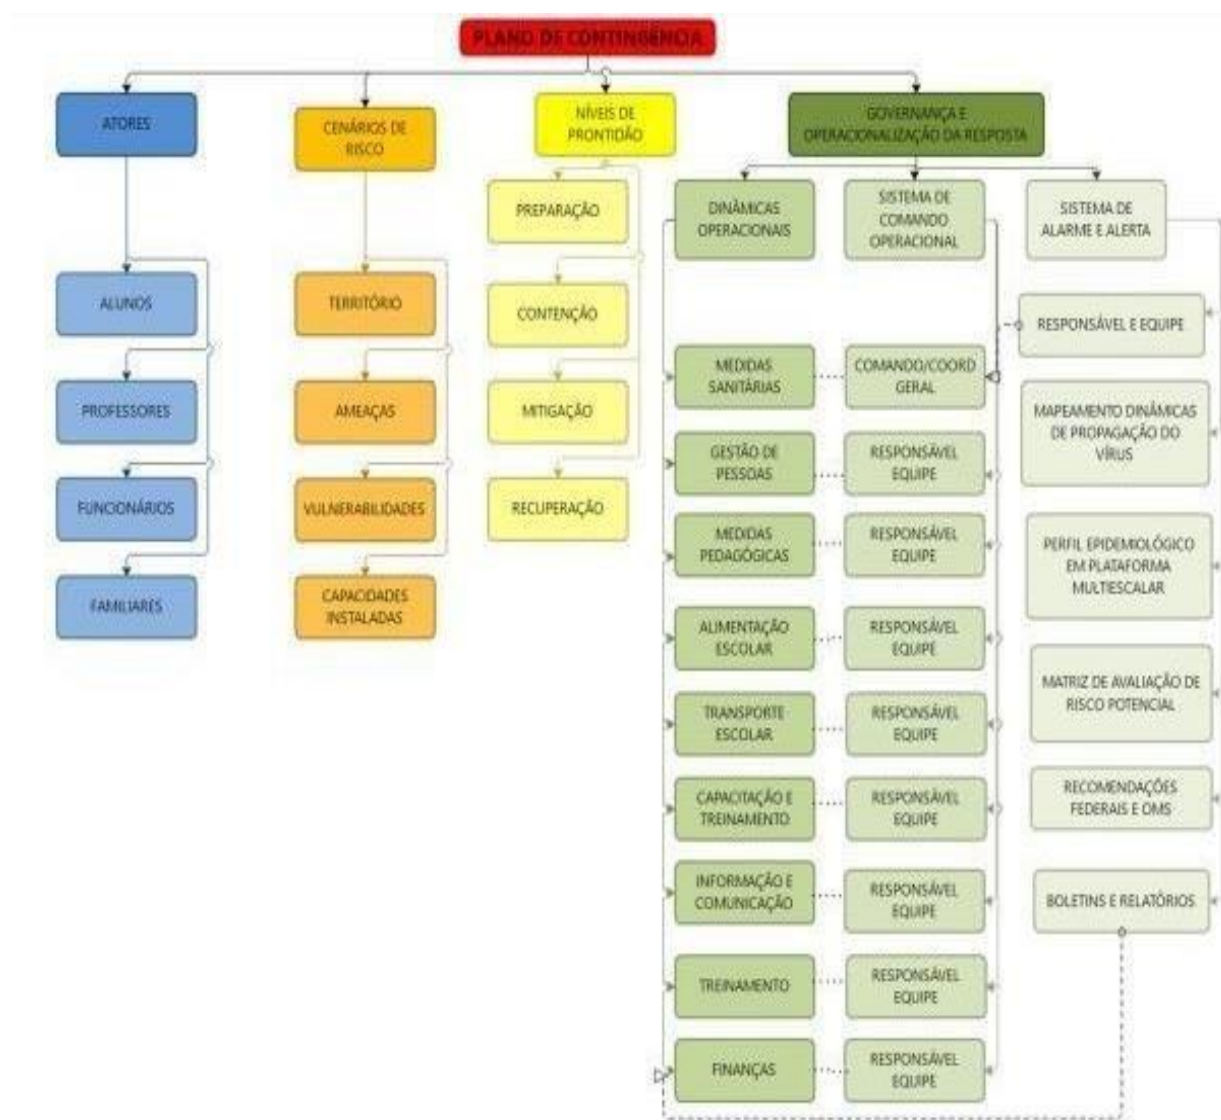 PLANO DE CONTINGÊNCIA
ATORES
ALUNOS
PROFESSORES
FUNCIONÁRIOS
FAMILIARES
CENÁRIOS DE
RISCO
TERRITÓRIO
AMEAÇAS
VULNERABILIDADES
CAPACIDADES
INSTALADAS
NÍVEIS DE
PRONTIDÃO
PREPARAÇÃO
CONTENÇÃO
MITIGAÇÃO
RECUPERAÇÃO
GOVERNANÇA E
OPERACIONALIZAÇÃO DA RESPOSTA
DINÂMICAS
OPERACIONAIS
MEDIDAS
SANITÁRIAS
GESTÃO DE
PESSOAS
MEDIDAS
PEDAGÓGICAS
ALIMENTAÇÃO
ESCOLAR
TRANSPORTE
ESCOLAR
CAPACITAÇÃO E
TREINAMENTO
INFORMAÇÃO E
COMUNICAÇÃO
TREINAMENTO
FINANÇAS
SISTEMA DE
COMANDO
OPERACIONAL
COMANDO/COORD
GERAL
RESPONSÁVEL
EQUIPE
RESPONSÁVEL
EQUIPE
RESPONSÁVEL
EQUIPE
RESPONSÁVEL
EQUIPE
RESPONSÁVEL
EQUIPE
RESPONSÁVEL
EQUIPE
RESPONSÁVEL
EQUIPE
RESPONSÁVEL
EQUIPE
SISTEMA DE
ALARME E ALERTA
RESPONSÁVEL E EQUIPE
MAPEAMENTO DINÂMICAS
DE PROPAGAÇÃO DO
VÍRUS
PERFIL EPIDEMIOLÓGICO
EM PLATAFORMA
MULTIESCALAR
MATRIZ DE AVALIAÇÃO DE
RISCO POTENCIAL
RECOMENDAÇÕES
FEDERAIS E OMS
BOLETINS E RELATÓRIOS